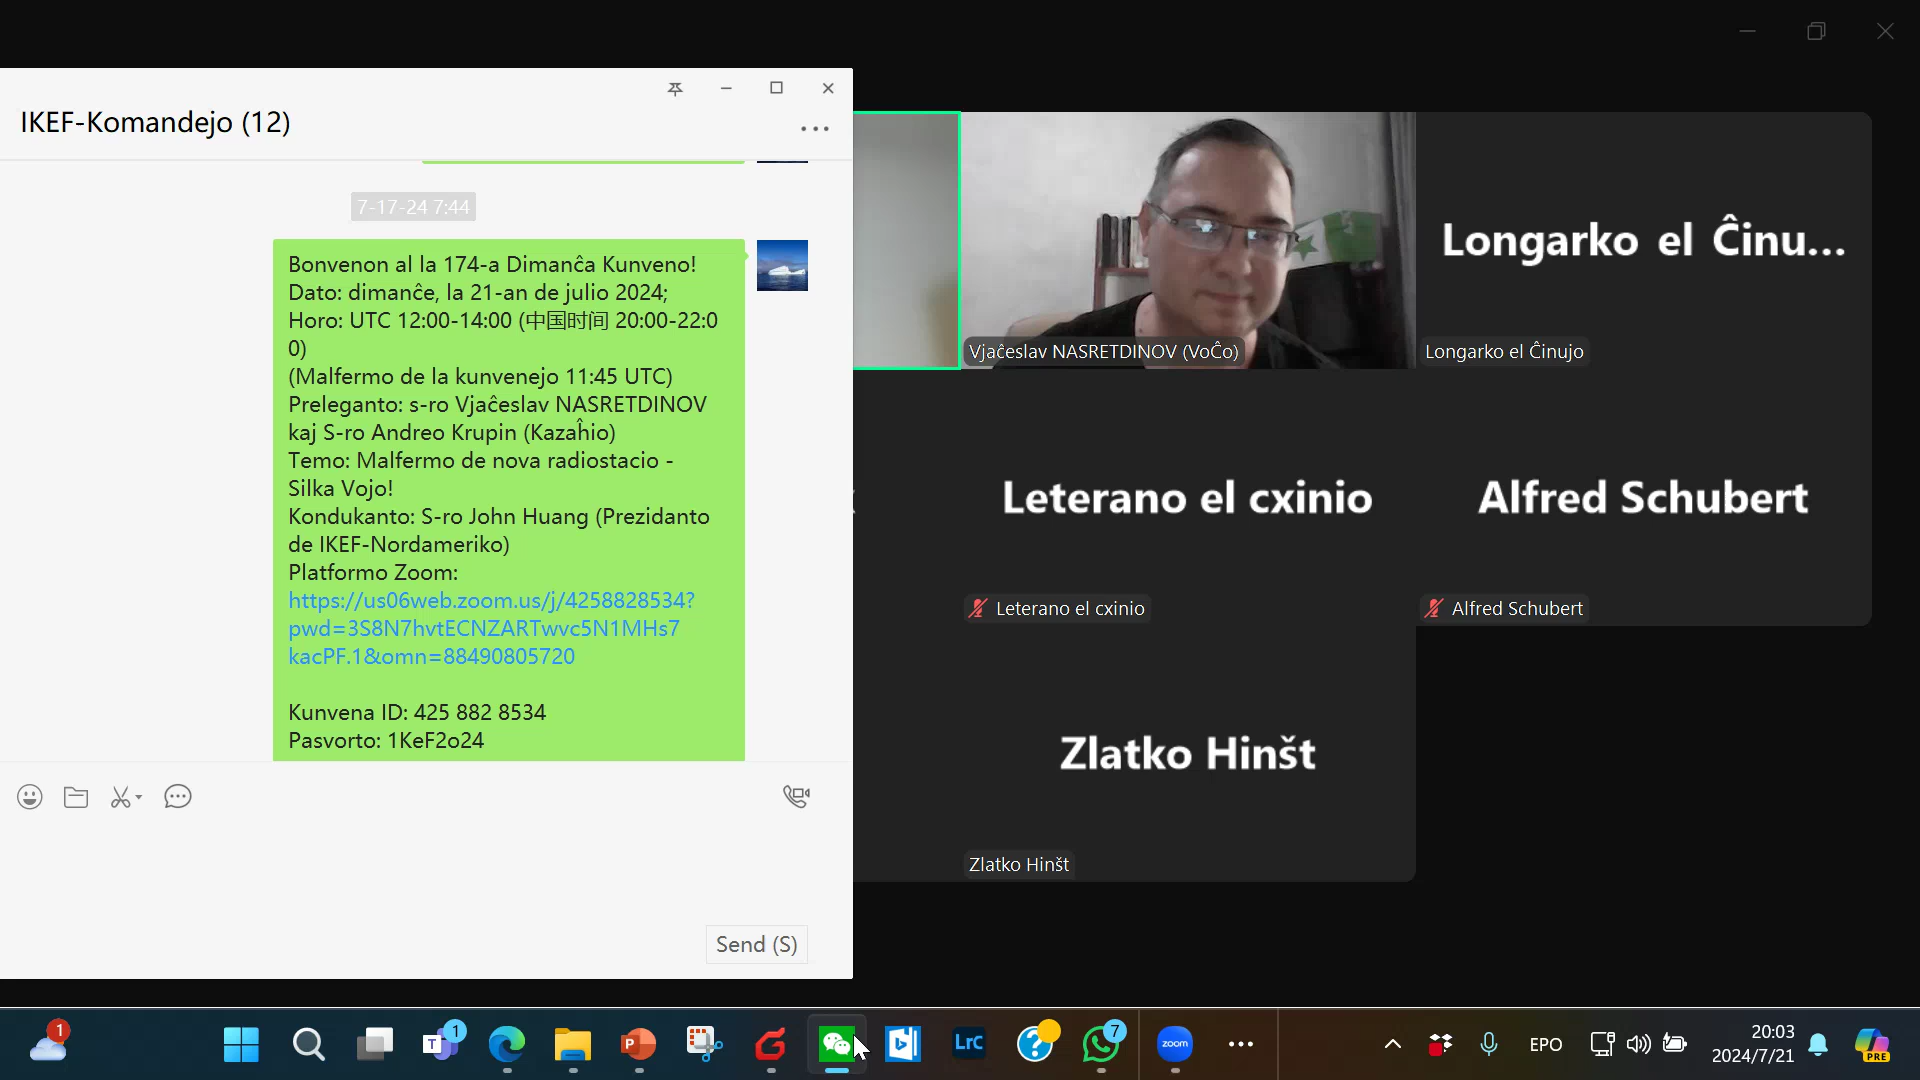 IKEF-Komandejo (12)
7-17-24 7:44
Bonvenon al la 174-a Dimanĉa Kunveno!
Dato: dimanĉe, la 21-an de julio 2024;
Horo: UTC 12:00-14:00 (中国时间 20:00-22:0
0)
(Malfermo de la kunvenejo 11:45 UTC)
Preleganto: s-ro Vjaĉeslav NASRETDINOV
kaj S-ro Andreo Krupin (Kazaĥio)
Temo: Malfermo de nova radiostacio -
Silka Vojo!
Kondukanto: S-ro John Huang (Prezidanto
de IKEF-Nordameriko)
Platformo Zoom:
https://us06web.zoom.us/j/4258828534?
pwd=3S8N7hvtECNZARTwvc5N1MHs7
kacPF.1&omn=88490805720
Kunvena ID: 425 882 8534
Pasvorto: 1KeF2o24
Send (S)
Vjaĉeslav NASRETDINOV (VoĈo)
Longarko el Ĉinu...
Longarko el Ĉinujo
Leterano el cxinio
Leterano el cxinio
Alfred Schubert
Alfred Schubert
Zlatko Hinšt
Zlatko Hinšt
1
T
1
P
LrC
?
7
zoom
EPO
20:03
2024/7/21
PRE